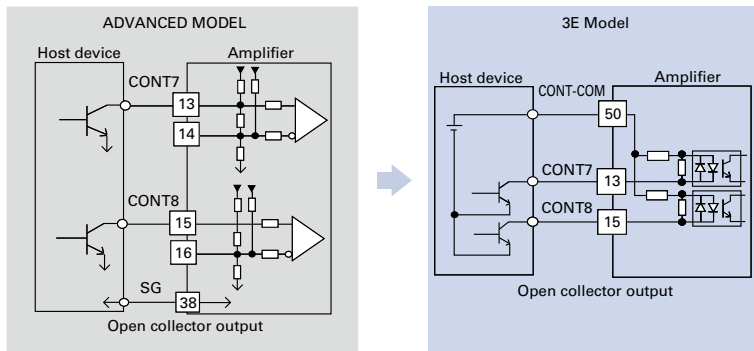 ADVANCED MODEL
Host device
Amplifier
CONT7
13
14
CONT8
15
16
SG
38
Open collector output
3E Model
Host device
Amplifier
CONT-COM
50
CONT7
13
CONT8
15
Open collector output